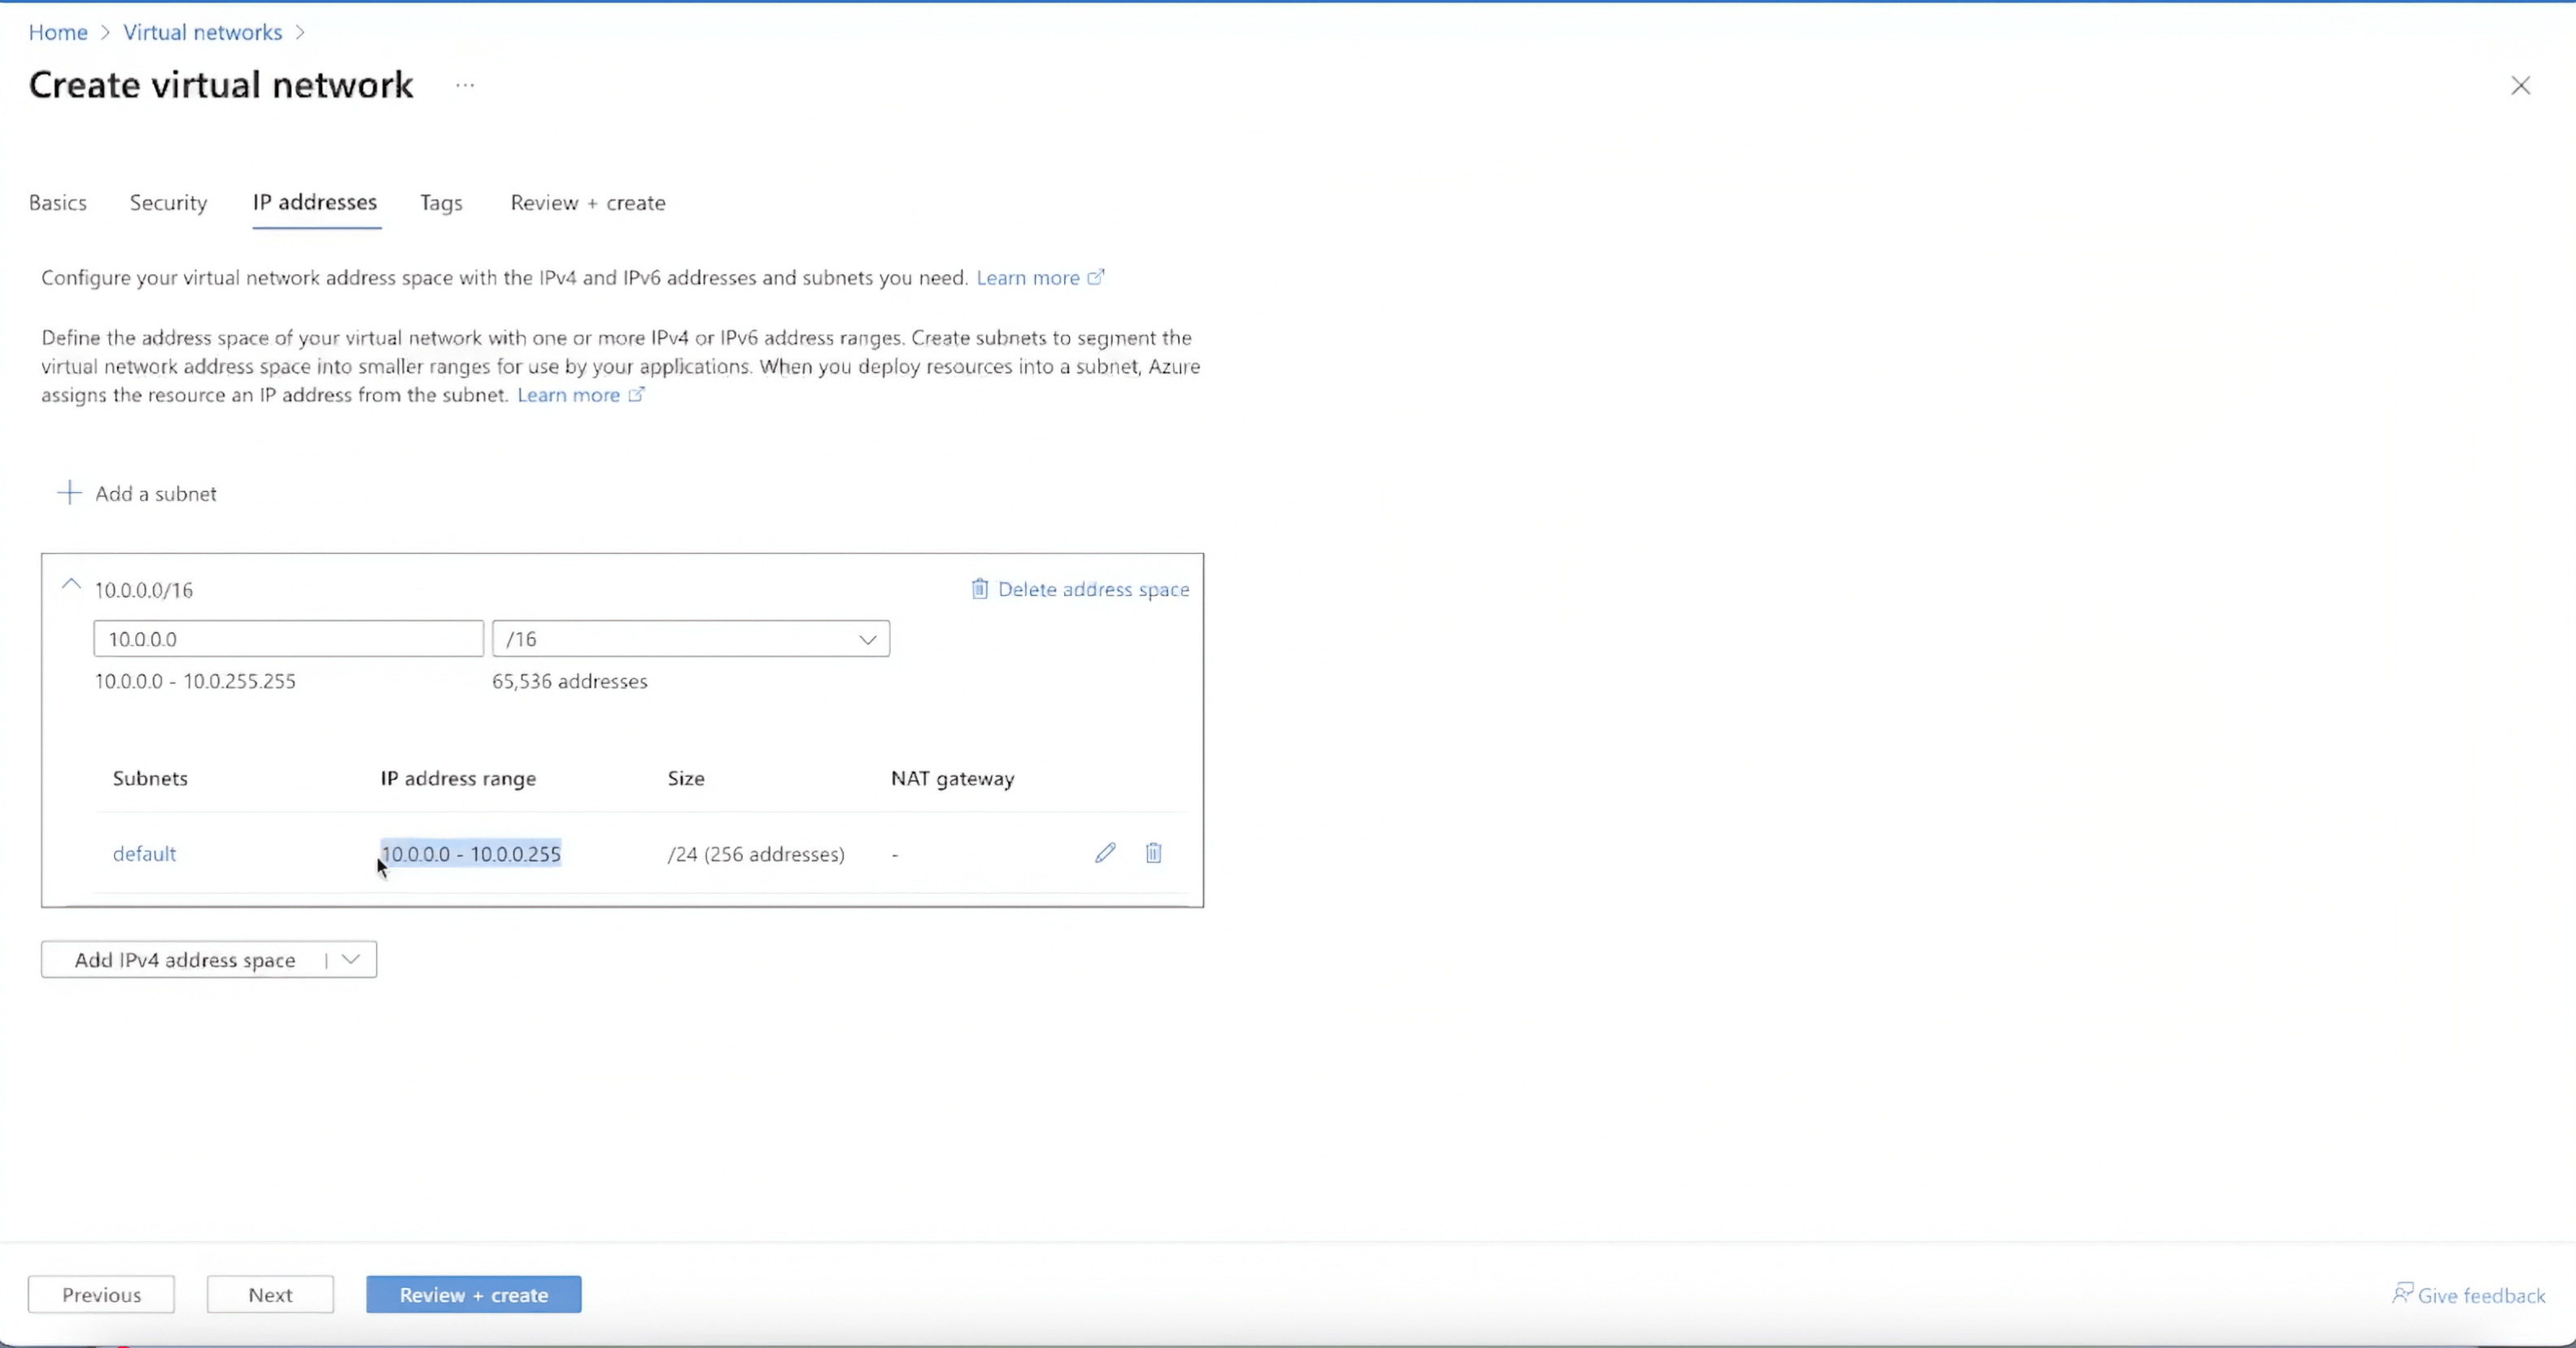 Home > Virtual networks >
Create virtual network ...
Basics Security IP addresses Tags Review + create
Configure your virtual network address space with the IPv4 and IPv6 addresses and subnets you need. Learn more
Define the address space of your virtual network with one or more IPv4 or IPv6 address ranges. Create subnets to segment the
virtual network address space into smaller ranges for use by your applications. When you deploy resources into a subnet, Azure
assigns the resource an IP address from the subnet. Learn more
+ Add a subnet
10.0.0.0/16 Delete address space
10.0.0.0 /16
10.0.0.0 - 10.0.255.255 65,536 addresses
Subnets IP address range Size NAT gateway
default 10.0.0.0 - 10.0.0.255 /24 (256 addresses) -
Add IPv4 address space |
Previous Next Review + create Give feedback